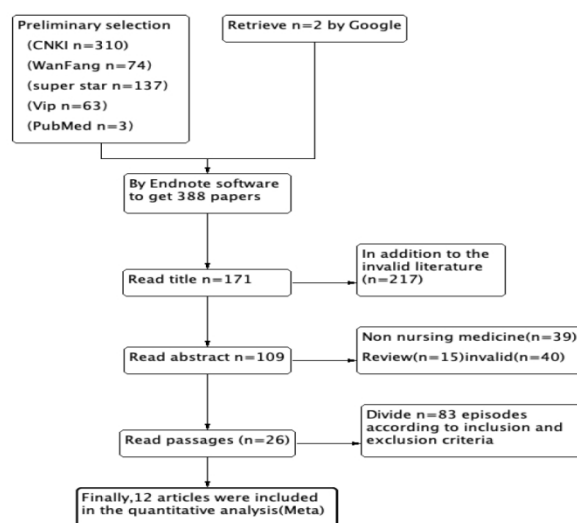 Preliminary selection
(CNKI n=310)
(WanFang n=74)
(super star n=137)
(Vip n=63)
(PubMed n=3)
Retrieve n=2 by Google
By Endnote software
to get 388 papers
Read title n=171
In addition to the
invalid literature
(n=217)
Read abstract n=109
Non nursing medicine(n=39)
Review(n=15)invalid(n=40)
Read passages (n=26)
Divide n=83 episodes
according to inclusion and
exclusion criteria
Finally,12 articles were included
in the quantitative analysis(Meta)